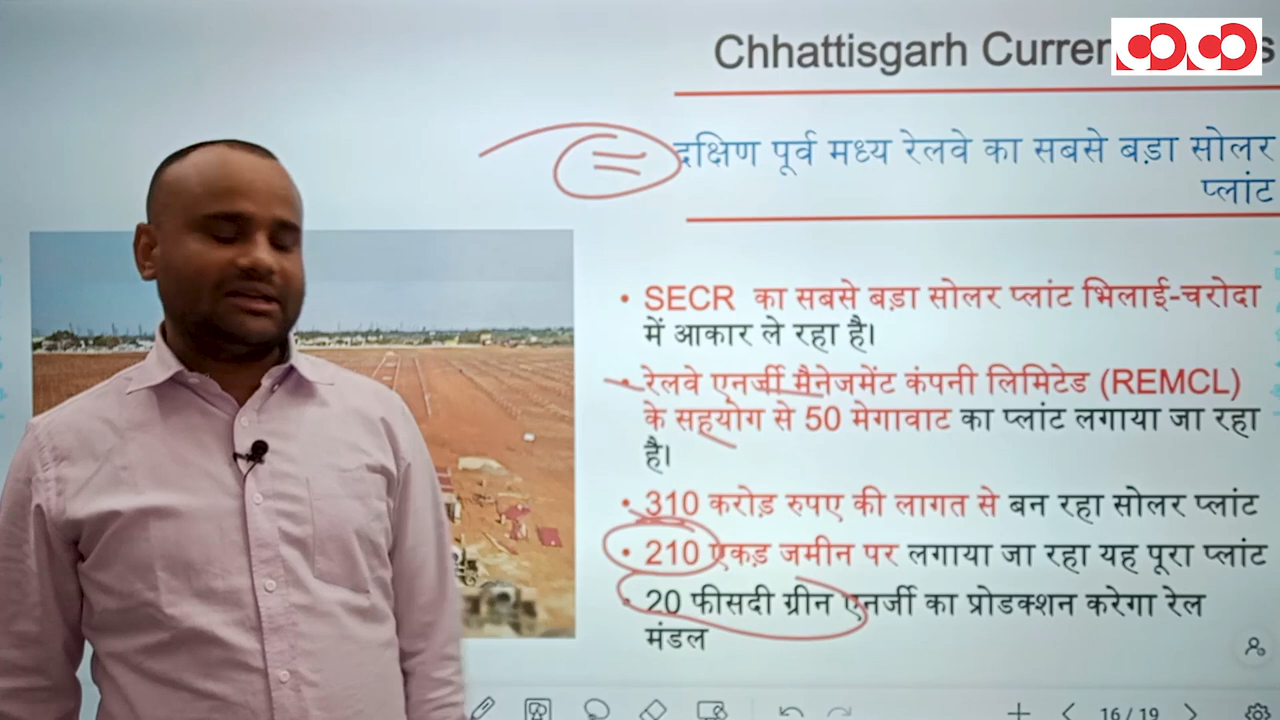 Chhattisgarh Curren
s
दक्षिण पूर्व मध्य रेलवे का सबसे बड़ा सोलर
प्लांट
• SECR का सबसे बड़ा सोलर प्लांट भिलाई-चरोदा
में आकार ले रहा है।
• रेलवे एनर्जी मैनेजमेंट कंपनी लिमिटेड (REMCL)
के सहयोग से 50 मेगावाट का प्लांट लगाया जा रहा
है।
• 310 करोड़ रुपए की लागत से बन रहा सोलर प्लांट
• 210 एकड़ जमीन पर लगाया जा रहा यह पूरा प्लांट
• 20 फीसदी ग्रीन एनर्जी का प्रोडक्शन करेगा रेल
मंडल
16/19